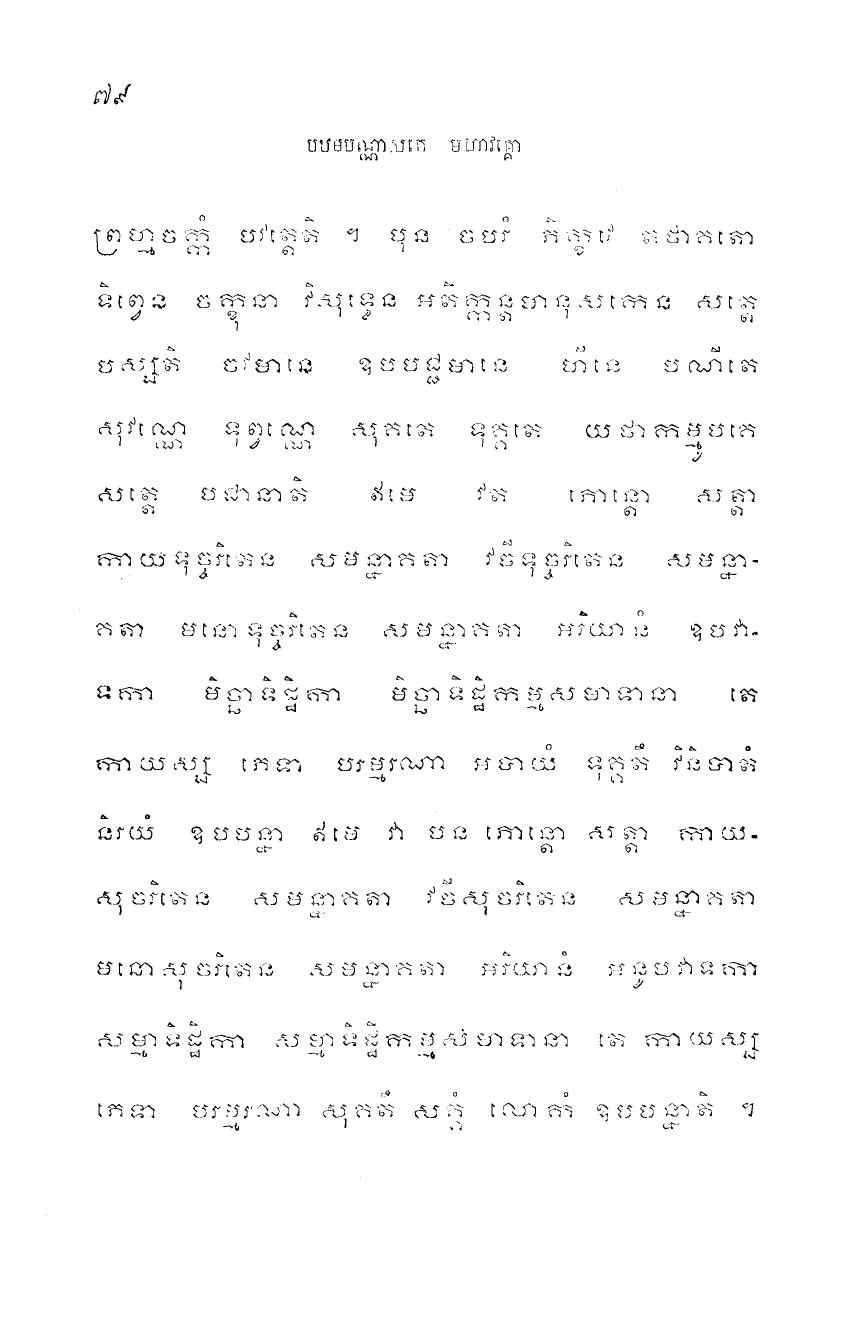 ៧៩
បឋមបណ្ណាសកេ មហាវគ្គោ
ព្រហ្មចក្កំ បវត្តេតិ ។ បុន ចបរំ ភិក្ខវេ តថាគតោ
ទិព្វេន ចក្ខុនា វិសុទ្ធេន អតិក្កន្តមានុសកេន សត្តេ
បស្សតិ ចវមានេ ឧបបជ្ជមានេ ហីនេ បណីតេ
សុវណ្ណេ ទុព្វណ្ណេ សុគតេ ទុគ្គតេ យថាកម្មូបគេ
សត្តេ បជានាតិ ឥមេ វត ភោន្តោ សត្តា
កាយទុច្ចរិតេន សមន្នាគតា វចីទុច្ចរិតេន សមន្នា-
គតា មនោទុច្ចរិតេន សមន្នាគតា អរិយានំ ឧបវា-
ទកា មិច្ឆាទិដ្ឋិកា មិច្ឆាទិដ្ឋិកម្មសមាទានា តេ
កាយស្ស ភេទា បរម្មរណា អបាយំ ទុគ្គតឹ វិនិបាតំ
និរយំ ឧបបន្នា ឥមេ វា បន ភោន្តោ សត្តា កាយ-
សុចរិតេន សមន្នាគតា វចីសុចរិតេន សមន្នាគតា
មនោសុចរិតេន សមន្នាគតា អរិយានំ អនូបវាទកា
សម្មាទិដ្ឋិកា សម្មាទិដ្ឋិកម្មសមាទានា តេ កាយស្ស
ភេទា បរម្មរណា សុគតឹ សគ្គំ លោកំ ឧបបន្នាតិ ។